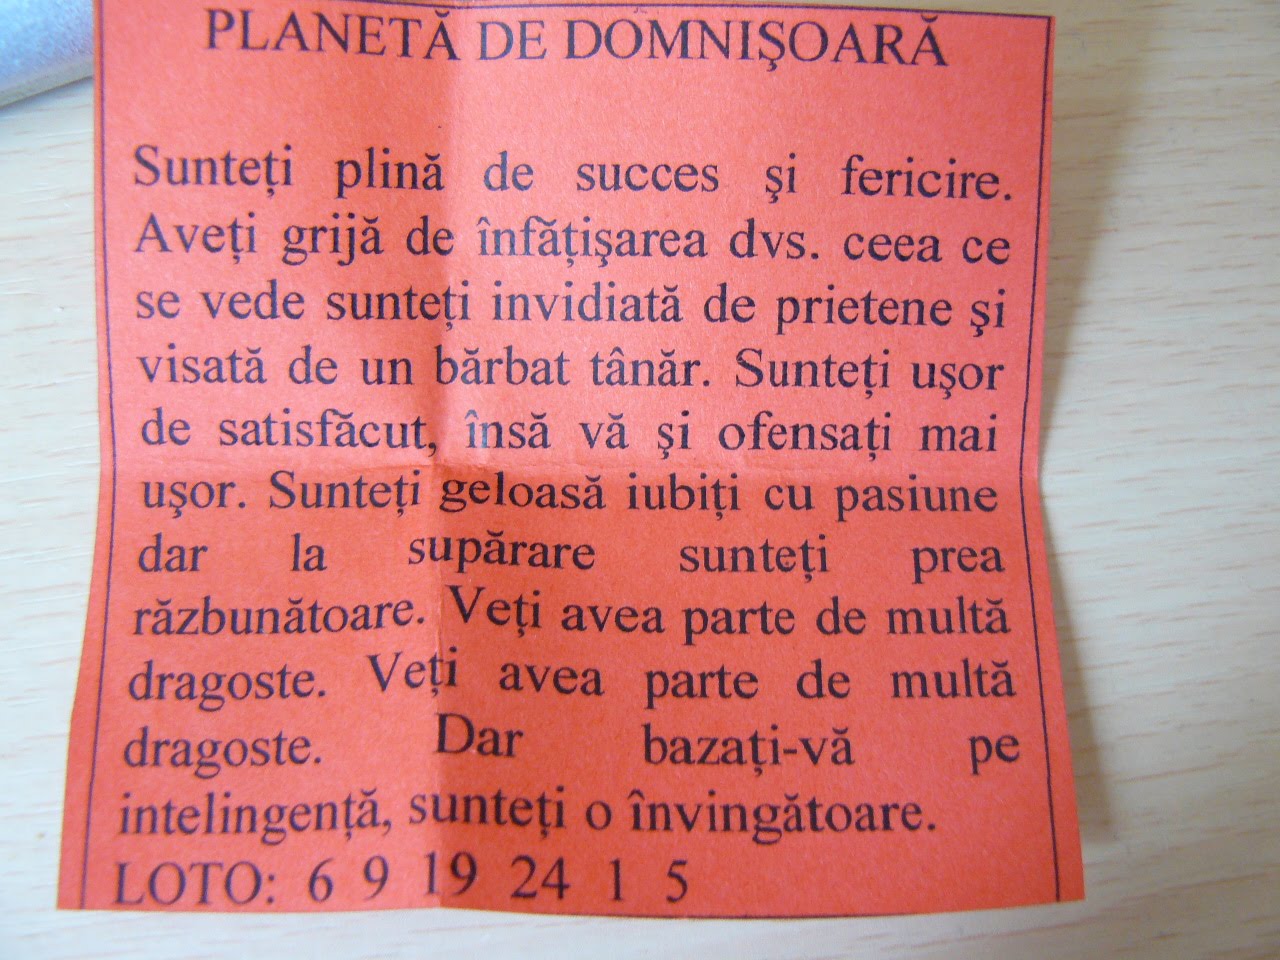 PLANETĂ DE DOMNIŞOARĂ
Sunteţi plină de succes şi fericire.
Aveţi grijă de înfăţişarea dvs. ceea ce
se vede sunteţi invidiată de prietene şi
visată de un bărbat tânăr. Sunteţi uşor
de satisfăcut, însă vă şi ofensaţi mai
uşor. Sunteţi geloasă iubiţi cu pasiune
dar la supărare sunteţi prea
răzbunătoare. Veţi avea parte de multă
dragoste. Veţi avea parte de multă
dragoste. Dar bazaţi-vă pe
intelingenţă, sunteţi o învingătoare.
LOTO: 6 9 19 24 1 5